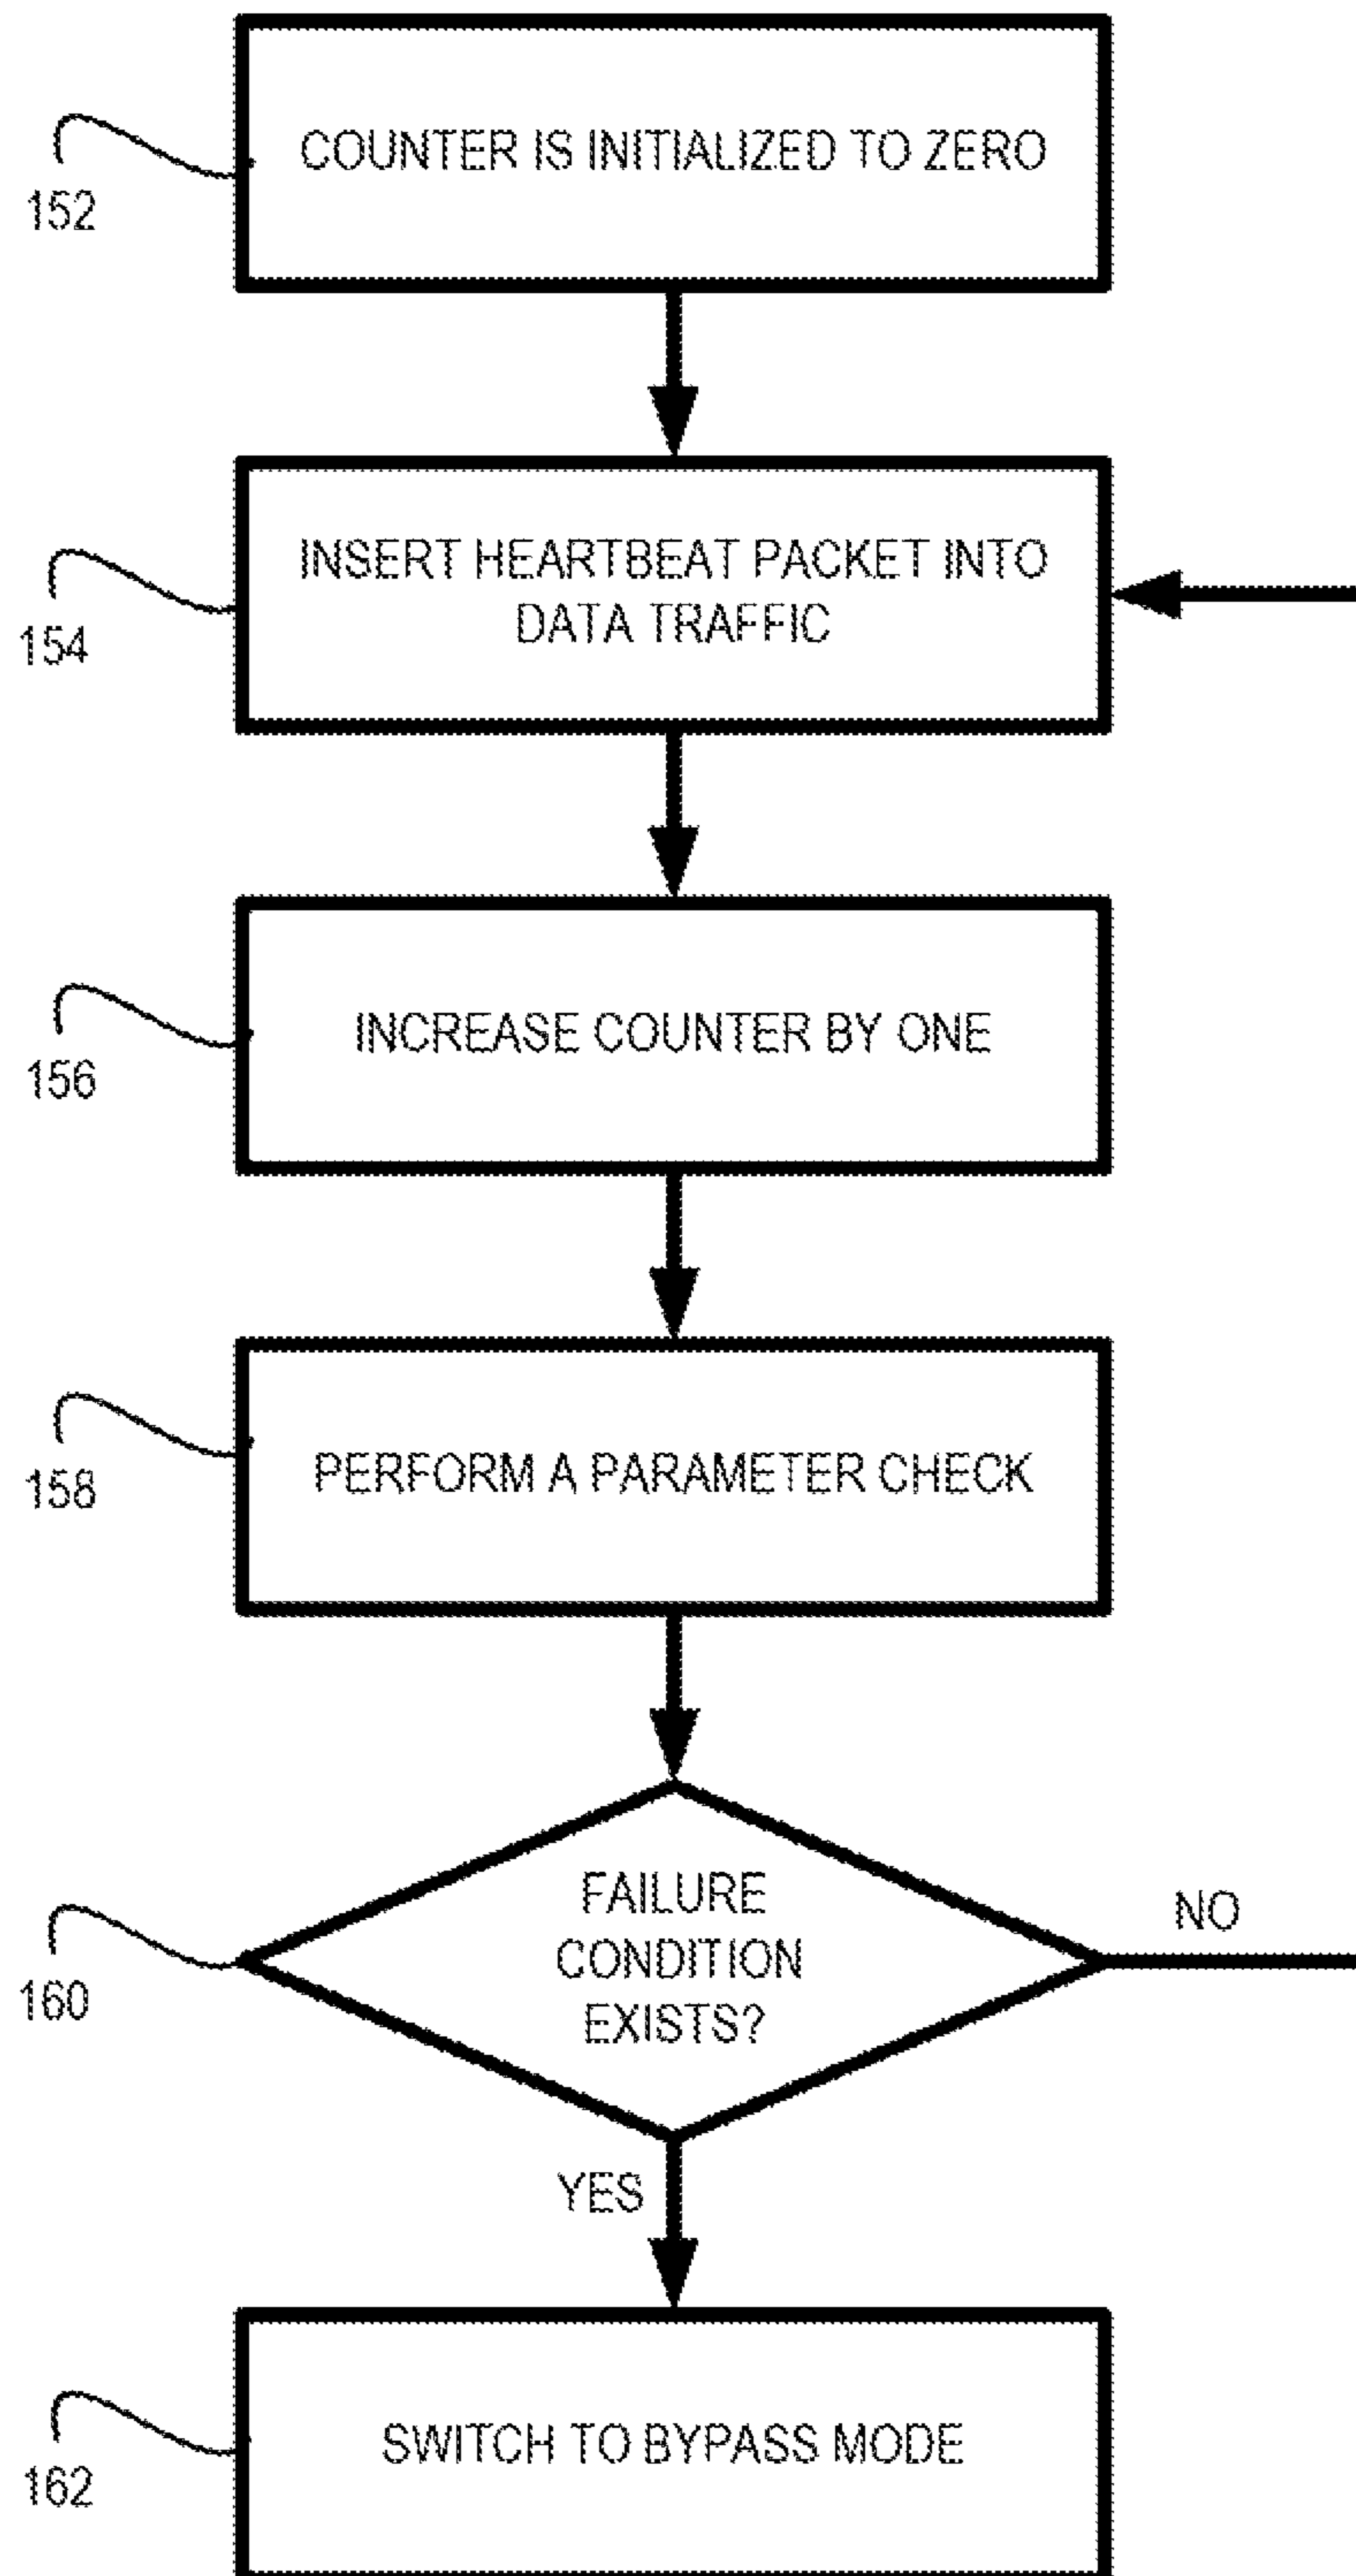 COUNTER IS INITIALIZED TO ZERO
152
INSERT HEARTBEAT PACKET INTO
DATA TRAFFIC
154
INCREASE COUNTER BY ONE
156
PERFORM A PARAMETER CHECK
158
FAILURE
CONDITION
EXISTS?
NO
160
YES
SWITCH TO BYPASS MODE
162